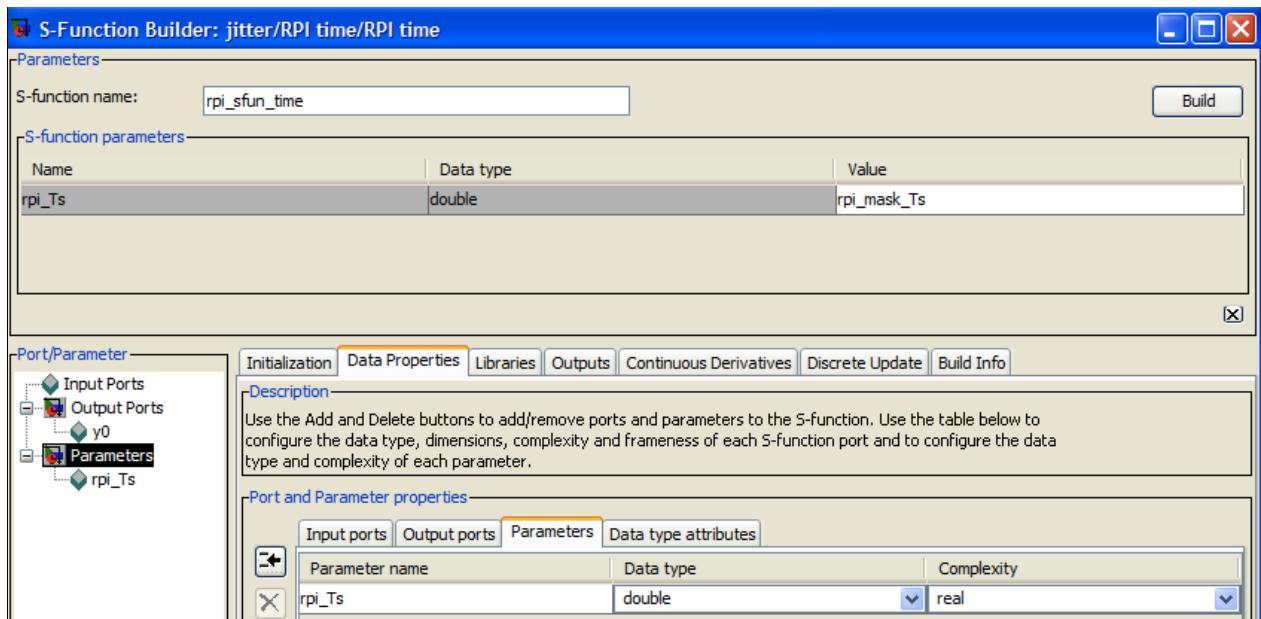 S-Function Builder: jitter/RPI time/RPI time
Parameters
S-function name: rpi_sfun_time Build
S-function parameters
Name Data type Value
rpi_Ts double rpi_mask_Ts
Port/Parameter
Input Ports
Output Ports
y0
Parameters
rpi_Ts
Initialization Data Properties Libraries Outputs Continuous Derivatives Discrete Update Build Info
Description
Use the Add and Delete buttons to add/remove ports and parameters to the S-function. Use the table below to
configure the data type, dimensions, complexity and frameness of each S-function port and to configure the data
type and complexity of each parameter.
Port and Parameter properties
Input ports Output ports Parameters Data type attributes
Parameter name Data type Complexity
rpi_Ts double real